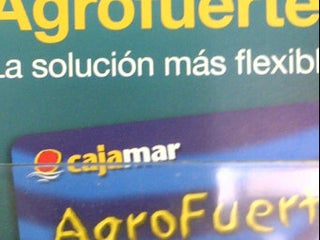 Agrofuerte
La solución más flexibl
cajamar
AgroFuert